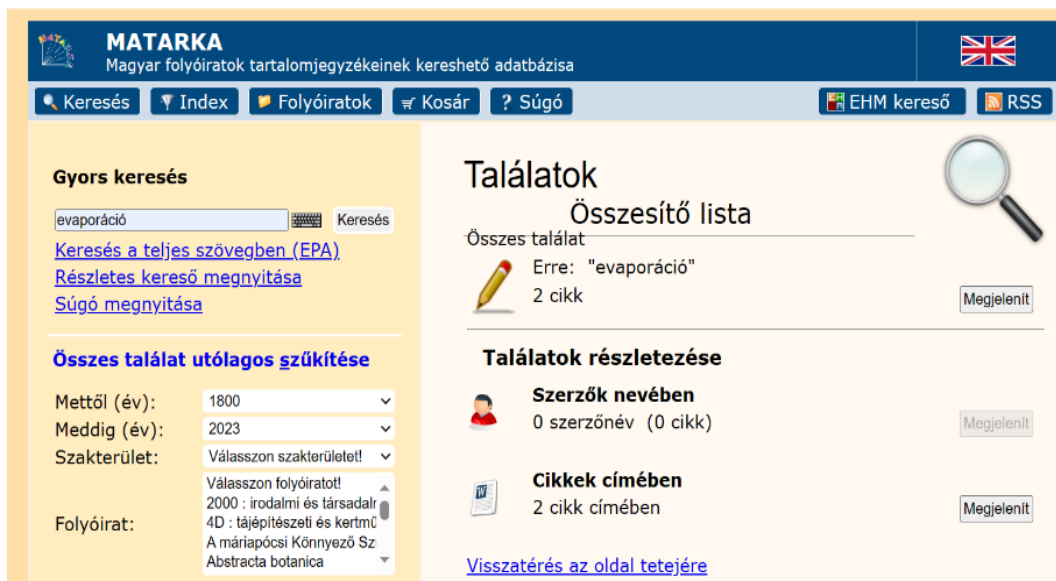 MATARKA
Magyar folyóiratok tartalomjegyzékeinek kereshető adatbázisa
Keresés
Index
Folyóiratok
Kosár
? Súgó
EHM kereső
RSS
Gyors keresés
evaporáció
Keresés
Keresés a teljes szövegben (EPA)
Részletes kereső megnyitása
Súgó megnyitása
Összes találat utólagos szűkítése
Mettől (év):
1800
Meddig (év):
2023
Szakterület:
Válasszon szakterületet!
Folyóirat:
Válasszon folyóiratot!
2000 : irodalmi és társadalm
4D : tájépítészeti és kertmű
A máriapócsi Könnyező Sz
Abstracta botanica
Találatok
Összesítő lista
Összes találat
Erre: "evaporáció"
2 cikk
Megjelenít
Találatok részletezése
Szerzők nevében
0 szerzőnév (0 cikk)
Megjelenít
Cikkek címében
2 cikk címében
Megjelenít
Visszatérés az oldal tetejére